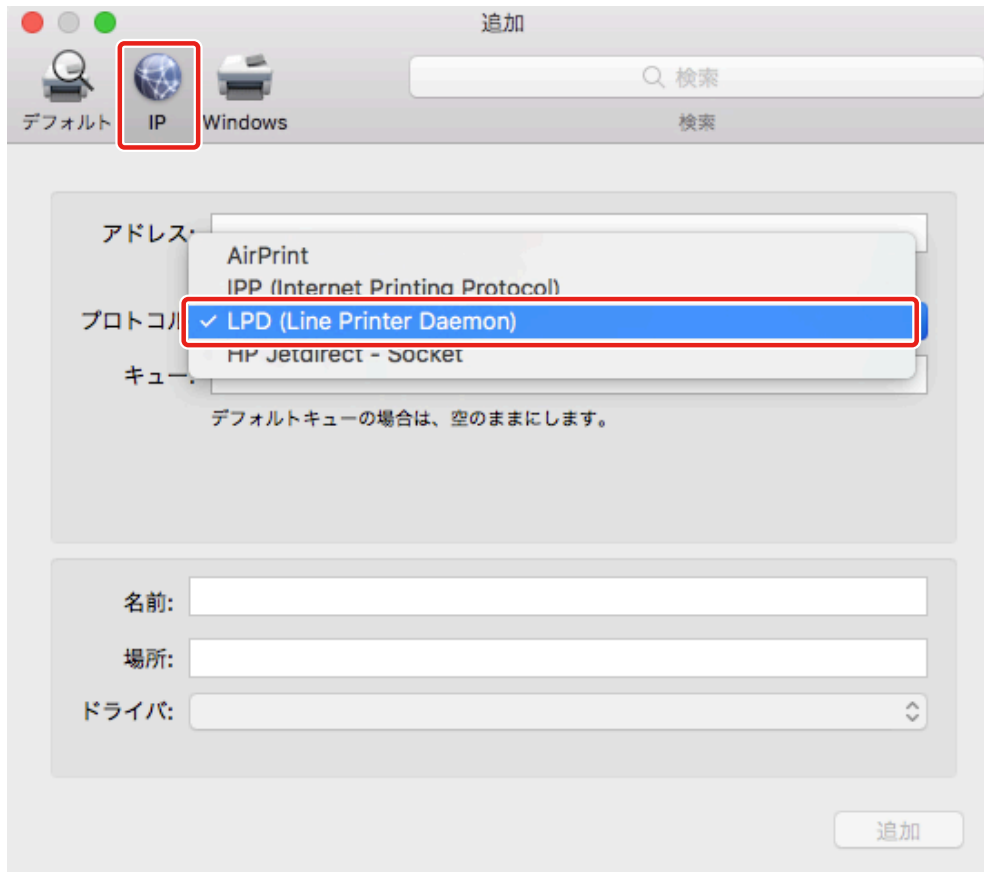 追加
検索
デフォルト IP Windows 検索
アドレス:
AirPrint
IPP (Internet Printing Protocol)
プロトコル LPD (Line Printer Daemon)
HP Jetdirect - Socket
キュー:
デフォルトキューの場合は、空のままにします。
名前:
場所:
ドライバ:
追加